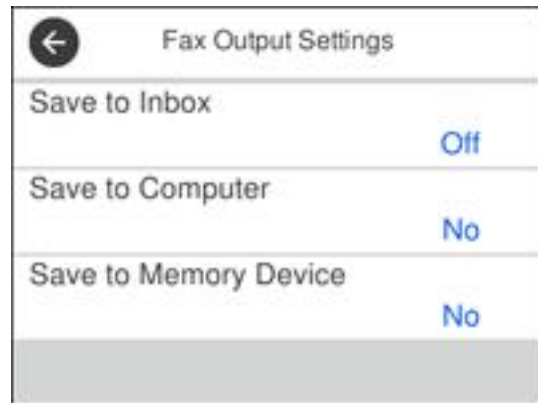 Fax Output Settings
Save to Inbox
Off
Save to Computer
No
Save to Memory Device
No